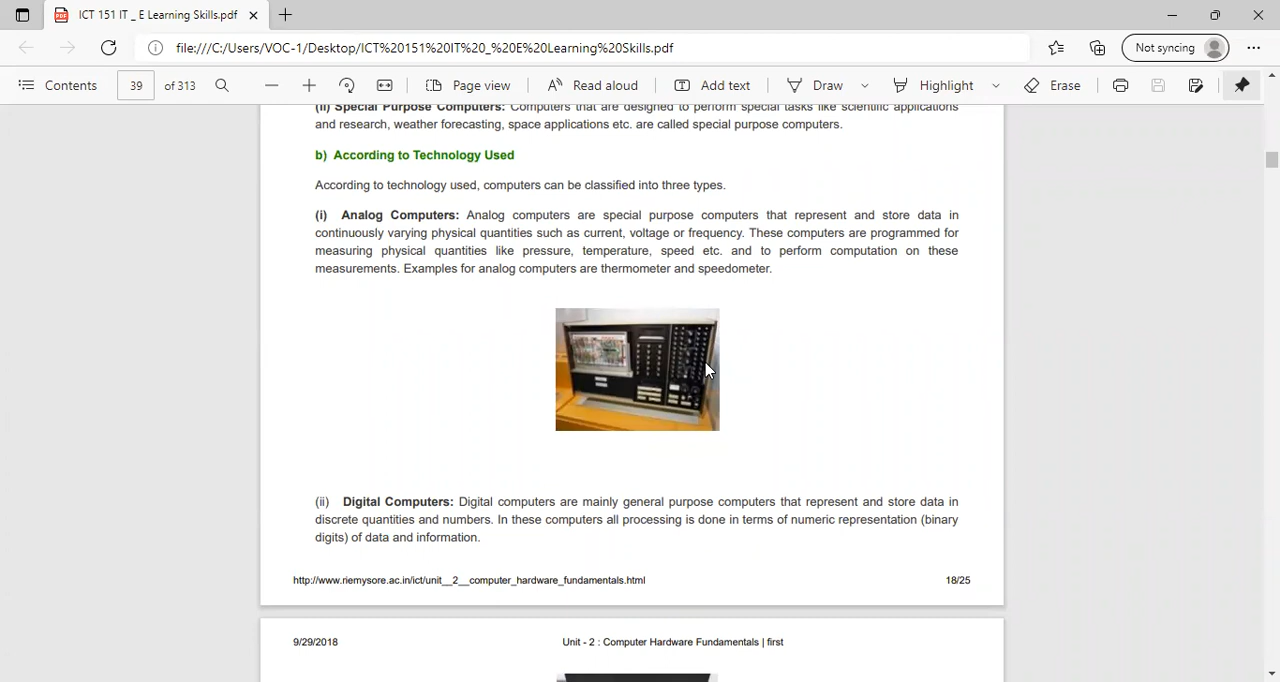 ICT 151 IT _ E Learning Skills.pdf
file:///C:/Users/VOC-1/Desktop/ICT%20151%20IT%20_%20E%20Learning%20Skills.pdf
Not syncing
Contents 39 of 313 Page view Read aloud Add text Draw Highlight Erase
(ii) Special Purpose Computers: Computers that are designed to perform special tasks like scientific applications
and research, weather forecasting, space applications etc. are called special purpose computers.
b) According to Technology Used
According to technology used, computers can be classified into three types.
(i) Analog Computers: Analog computers are special purpose computers that represent and store data in
continuously varying physical quantities such as current, voltage or frequency. These computers are programmed for
measuring physical quantities like pressure, temperature, speed etc. and to perform computation on these
measurements. Examples for analog computers are thermometer and speedometer.
(ii) Digital Computers: Digital computers are mainly general purpose computers that represent and store data in
discrete quantities and numbers. In these computers all processing is done in terms of numeric representation (binary
digits) of data and information.
http://www.riemysore.ac.in/ict/unit__2__computer_hardware_fundamentals.html 18/25
9/29/2018 Unit - 2 : Computer Hardware Fundamentals | first